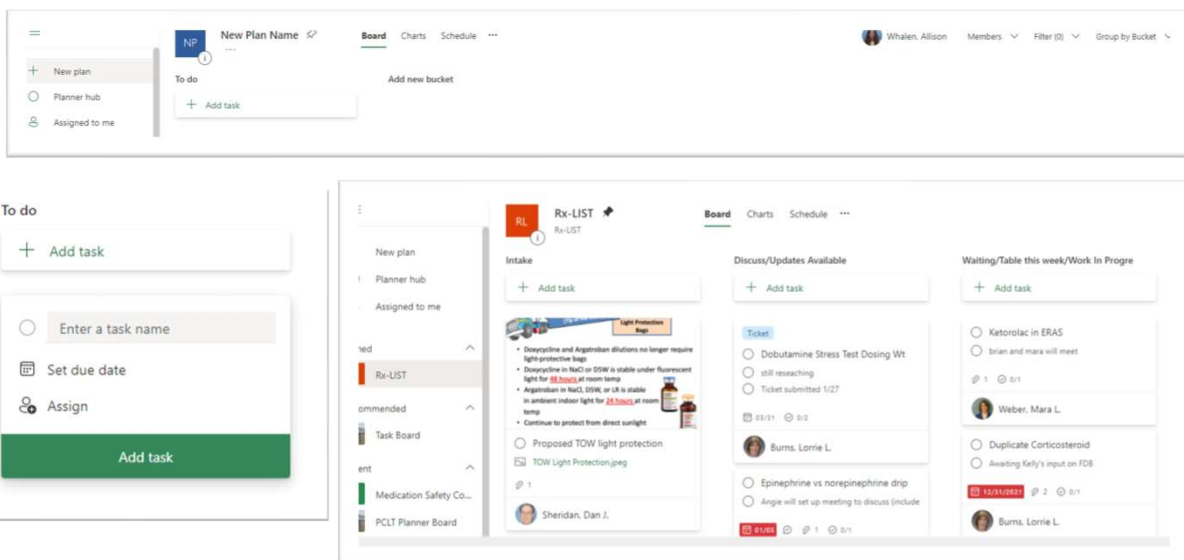 NP
New Plan Name
...
Board Charts Schedule ...
Whalen, Allison Members Filter (0) Group by Bucket
New plan
Planner hub
Assigned to me
To do
Add new bucket
+ Add task
To do
+ Add task
Enter a task name
Set due date
Assign
Add task
RL
Rx-LIST
Rx-LIST
Board Charts Schedule ...
New plan
Planner hub
Assigned to me
ned
Rx-LIST
ommended
Task Board
ent
Medication Safety Co...
PCLT Planner Board
Intake
+ Add task
Light Protection
Bags
• Doxycycline and Argatroban dilutions no longer require
light-protective bags
• Doxycycline in NaCl or D5W is stable under fluorescent
light for 48 hours at room temp
• Argatroban in NaCl, D5W, or LR is stable
in ambient indoor light for 24 hours at room
temp
• Continue to protect from direct sunlight
Proposed TOW light protection
TOW Light Protection.jpeg
1
Sheridan, Dan J.
Discuss/Updates Available
+ Add task
Ticket
Dobutamine Stress Test Dosing Wt
still reseaching
Ticket submitted 1/27
03/31 0/2
Burns, Lorrie L.
Epinephrine vs norepinephrine drip
Angie will set up meeting to discuss (include
01/05 1 0/1
Waiting/Table this week/Work In Progre
+ Add task
Ketorolac in ERAS
brian and mara will meet
1 0/1
Weber, Mara L.
Duplicate Corticosteroid
Awaiting Kelly's input on FDB
12/31/2021 2 0/1
Burns, Lorrie L.